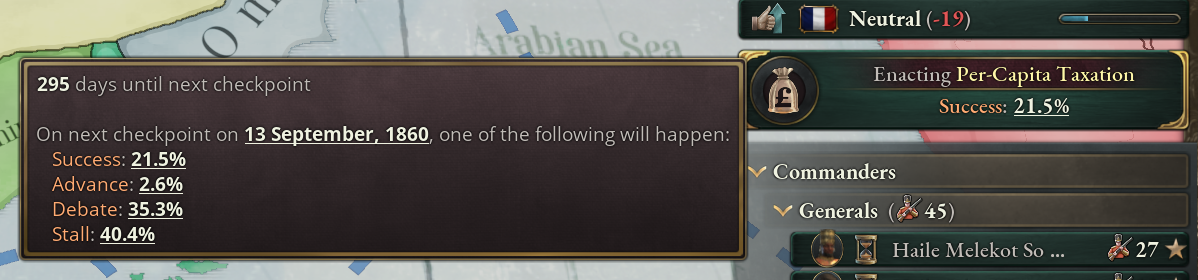 Om
Arabian Sea
Neutral (-19)
295 days until next checkpoint
Enacting Per-Capita Taxation
Success: 21.5%
On next checkpoint on 13 September, 1860, one of the following will happen:
Success: 21.5%
Advance: 2.6%
Debate: 35.3%
Stall: 40.4%
Commanders
Generals (45)
Haile Melekot So ...
27